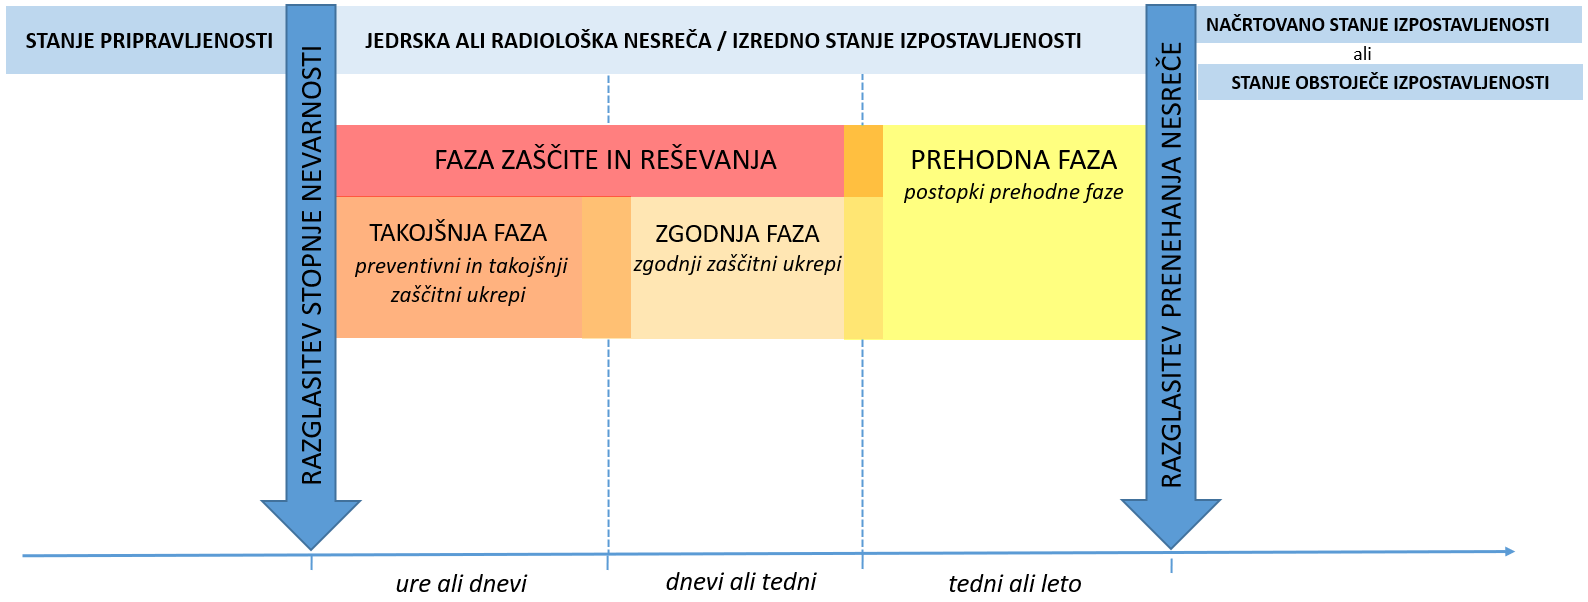 STANJE PRIPRAVLJENOSTI
RAZGLASITEV STOPNJE NEVARNOSTI
JEDRSKA ALI RADIOLOŠKA NESREČA / IZREDNO STANJE IZPOSTAVLJENOSTI
RAZGLASITEV PRENEHANJA NESREČE
NAČRTOVANO STANJE IZPOSTAVLJENOSTI
ali
STANJE OBSTOJEČE IZPOSTAVLJENOSTI
FAZA ZAŠČITE IN REŠEVANJA
PREHODNA FAZA
postopki prehodne faze
TAKOJŠNJA FAZA
preventivni in takojšnji
zaščitni ukrepi
ZGODNJA FAZA
zgodnji zaščitni ukrepi
ure ali dnevi
dnevi ali tedni
tedni ali leto